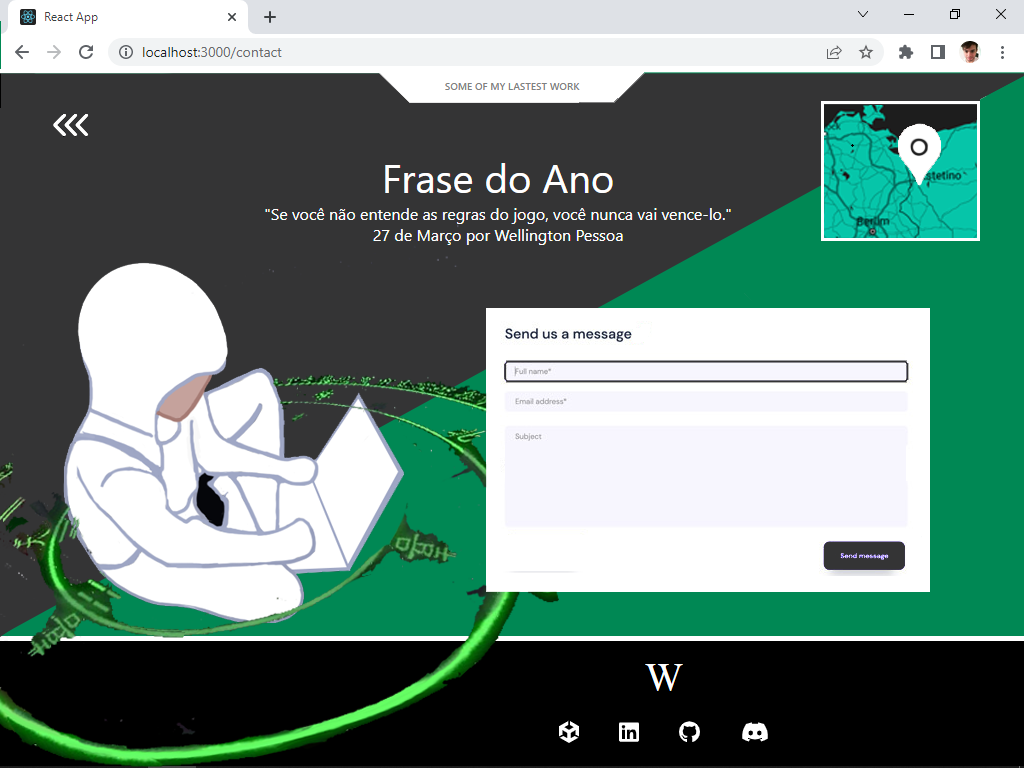 React App
localhost:3000/contact
SOME OF MY LASTEST WORK
Frase do Ano
"Se você não entende as regras do jogo, você nunca vai vence-lo."
27 de Março por Wellington Pessoa
stetino
Berlim
Send us a message
Full name*
Email address*
Subject
Send message
W